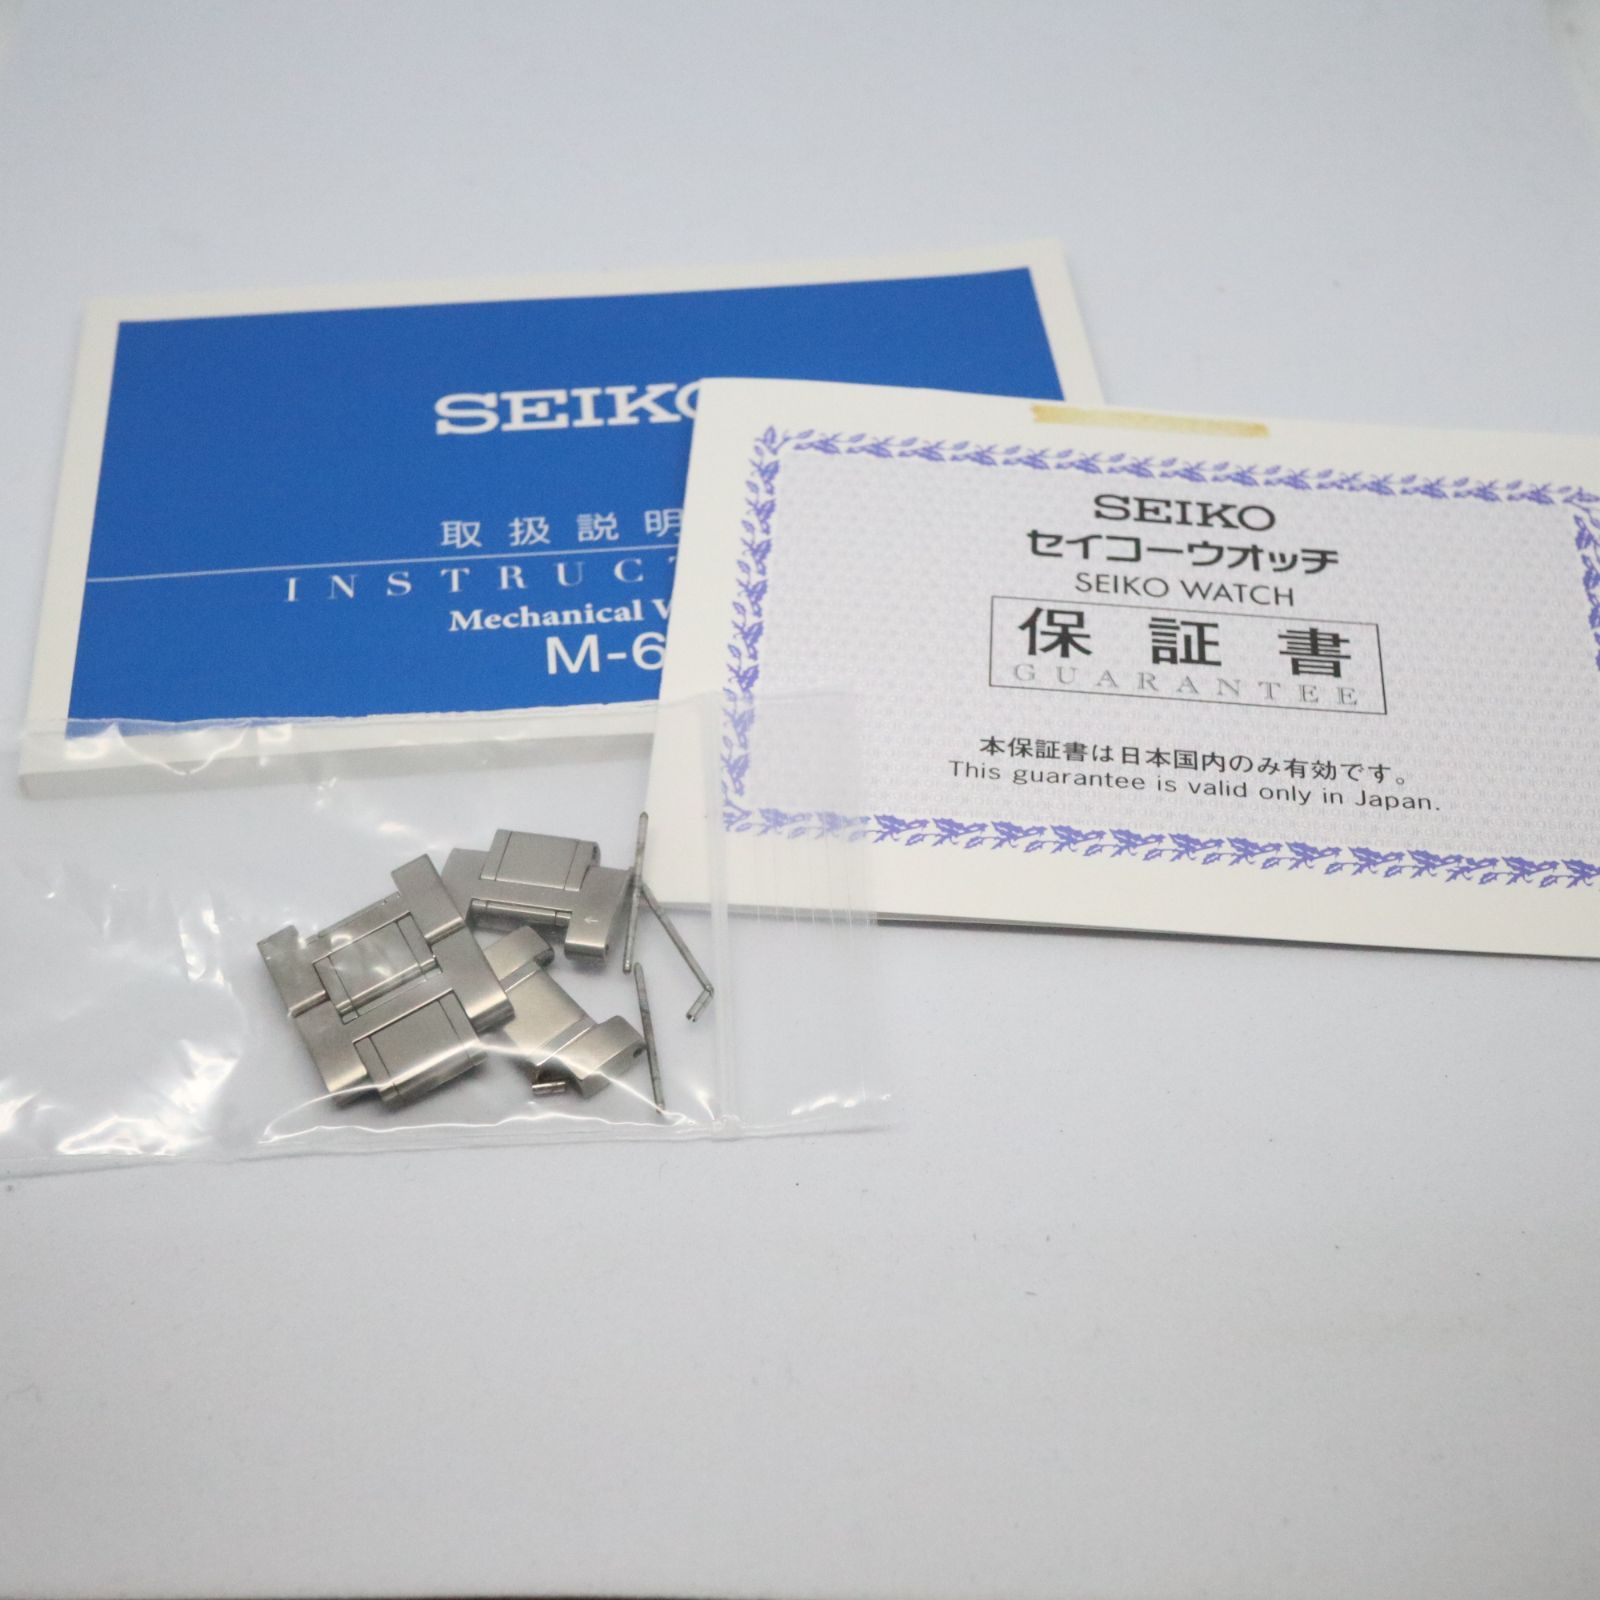 SEIKO
取扱説明
INSTRUCT
Mechanical
M-6
SEIKO
セイコーウオッチ
SEIKO WATCH
保証書
GUARANTEE
本保証書は日本国内のみ有効です。
This guarantee is valid only in Japan.